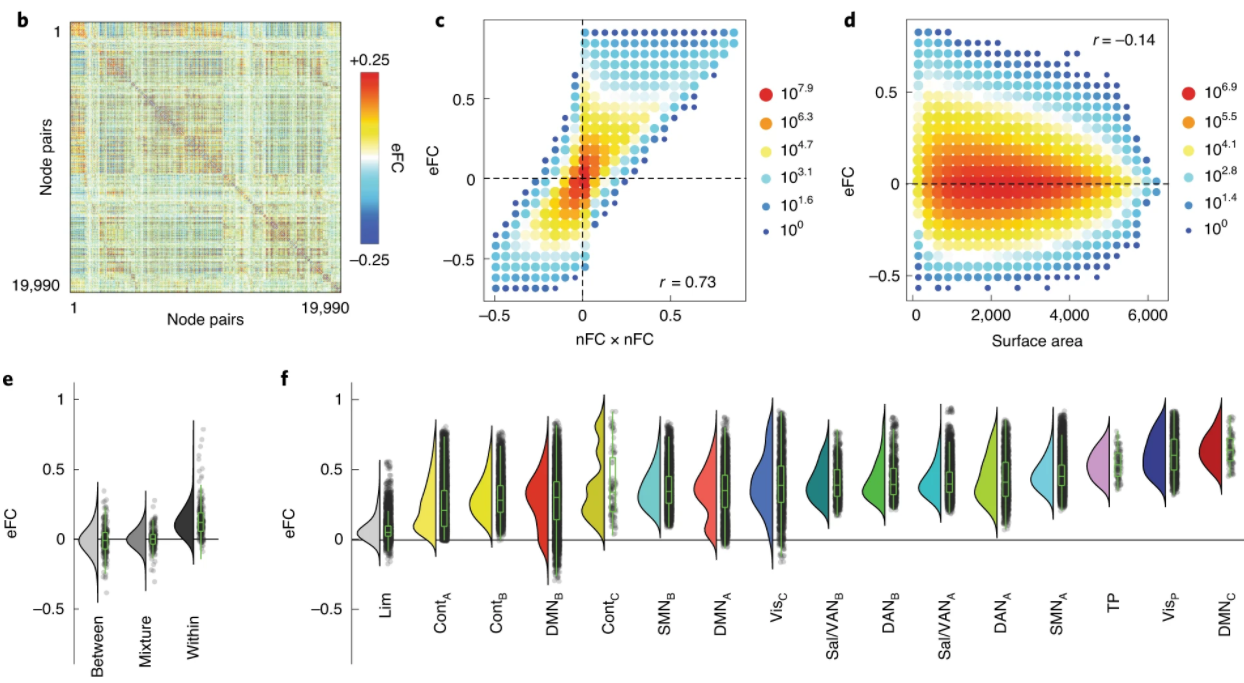 b
1
Node pairs
19,990
1
19,990
Node pairs
+0.25
eFC
–0.25
c
eFC
0.5
0
–0.5
–0.5
0
0.5
nFC × nFC
r = 0.73
10^7.9
10^6.3
10^4.7
10^3.1
10^1.6
10^0
d
r = –0.14
eFC
0.5
0
–0.5
0
2,000
4,000
6,000
Surface area
10^6.9
10^5.5
10^4.1
10^2.8
10^1.4
10^0
e
1
0.5
0
–0.5
eFC
Between
Mixture
Within
f
1
0.5
0
–0.5
eFC
Lim
Cont_A
Cont_B
DMN_B
Cont_C
SMN_B
DMN_A
Vis_C
Sal/VAN_B
DAN_B
Sal/VAN_A
DAN_A
SMN_A
TP
Vis_P
DMN_C